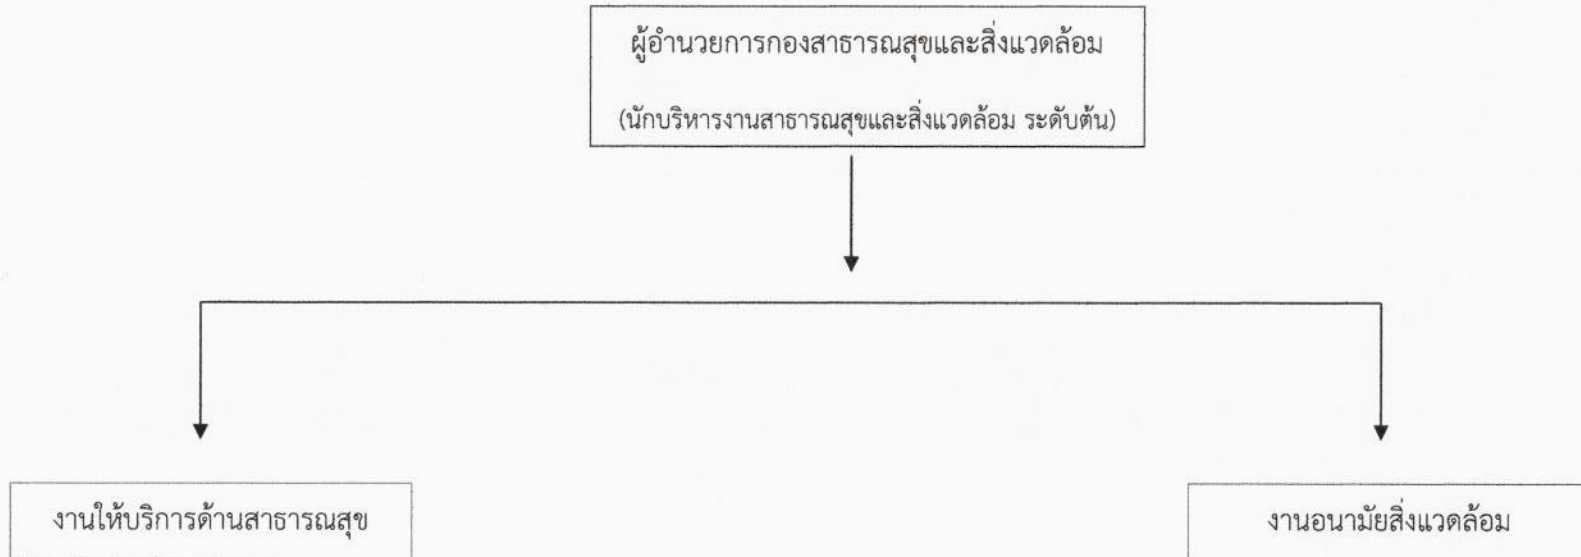 ผู้อำนวยการกองสาธารณสุขและสิ่งแวดล้อม
(นักบริหารงานสาธารณสุขและสิ่งแวดล้อม ระดับต้น)
งานให้บริการด้านสาธารณสุข
งานอนามัยสิ่งแวดล้อม